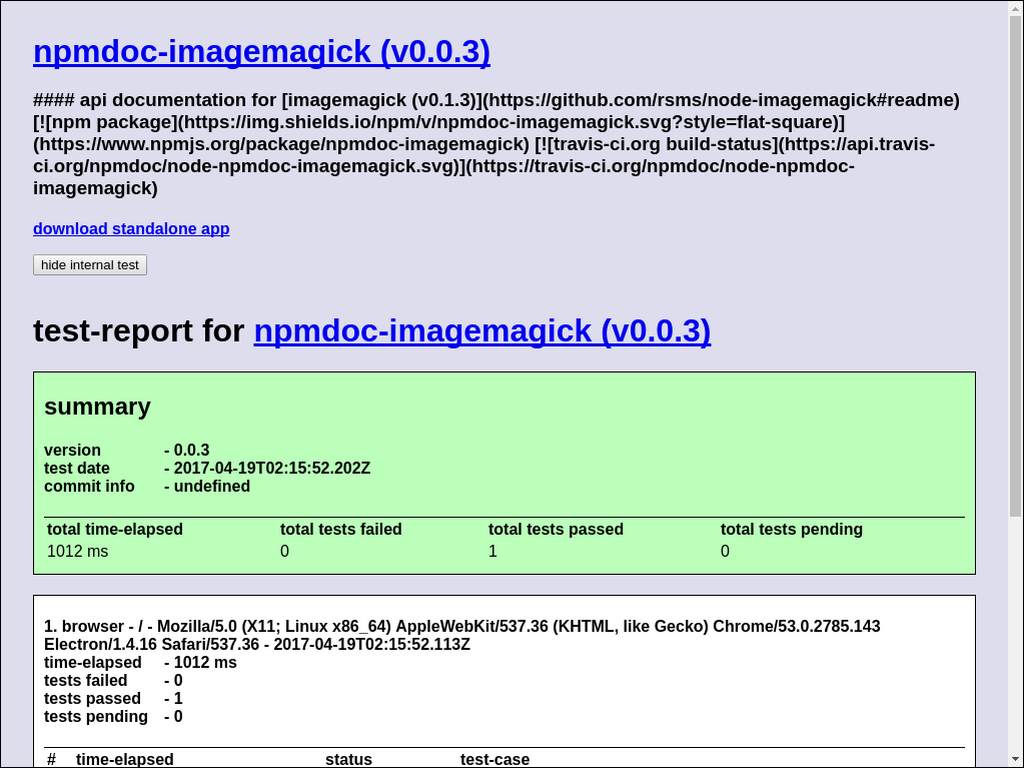 npmdoc-imagemagick (v0.0.3)
#### api documentation for [imagemagick (v0.1.3)](https://github.com/rsms/node-imagemagick#readme)
[![npm package](https://img.shields.io/npm/v/npmdoc-imagemagick.svg?style=flat-square)]
(https://www.npmjs.org/package/npmdoc-imagemagick) [![travis-ci.org build-status](https://api.travis-
ci.org/npmdoc/node-npmdoc-imagemagick.svg)](https://travis-ci.org/npmdoc/node-npmdoc-
imagemagick)
download standalone app
hide internal test
test-report for npmdoc-imagemagick (v0.0.3)
summary
version - 0.0.3
test date - 2017-04-19T02:15:52.202Z
commit info - undefined
total time-elapsed total tests failed total tests passed total tests pending
1012 ms 0 1 0
1. browser - / - Mozilla/5.0 (X11; Linux x86_64) AppleWebKit/537.36 (KHTML, like Gecko) Chrome/53.0.2785.143
Electron/1.4.16 Safari/537.36 - 2017-04-19T02:15:52.113Z
time-elapsed - 1012 ms
tests failed - 0
tests passed - 1
tests pending - 0
# time-elapsed status test-case